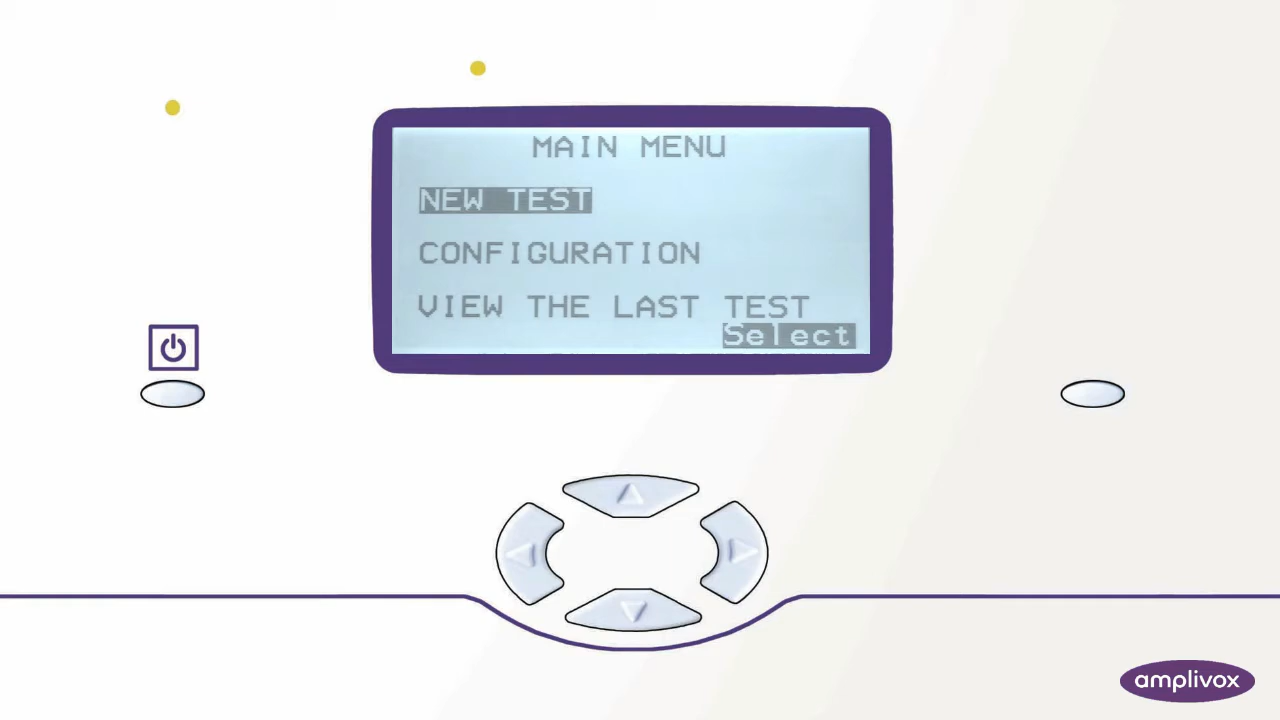 MAIN MENU
NEW TEST
CONFIGURATION
VIEW THE LAST TEST
Select
amplivox